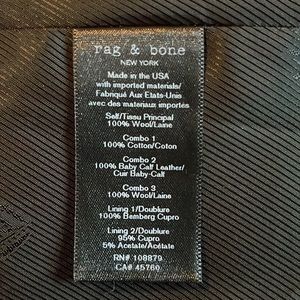 rag & bone
NEW YORK
Made in the USA
with imported materials/
Fabriqué Aux Etats-Unis
avec des materiaux importés
Self/Tissu Principal
100% Wool/Laine
Combo 1
100% Cotton/Coton
Combo 2
100% Baby Calf Leather/
Cuir Baby-Calf
Combo 3
100% Wool/Laine
Lining 1/Doublure
100% Bemberg Cupro
Lining 2/Doublure
95% Cupro
5% Acetate/Acétate
RN# 108879
CA# 45760